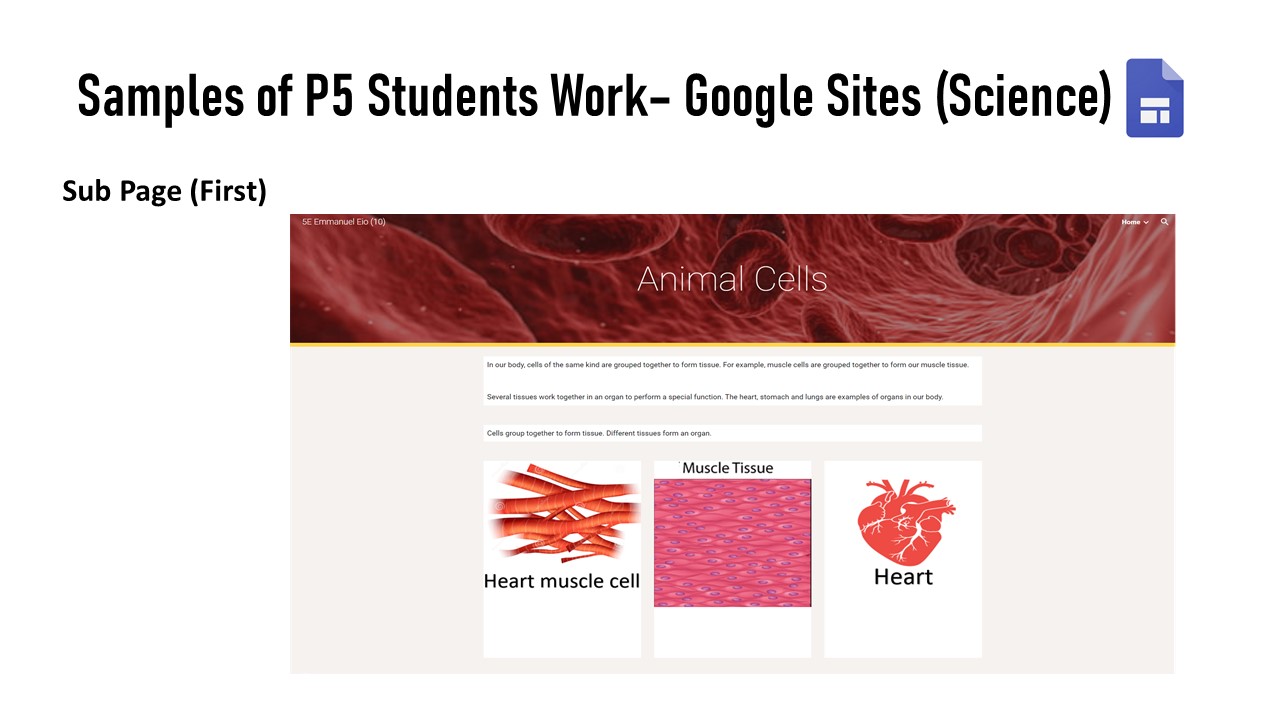 Samples of P5 Students Work– Google Sites (Science)
Sub Page (First)
5E Emmanuel Eio (10)
Home
Animal Cells
In our body, cells of the same kind are grouped together to form tissue. For example, muscle cells are grouped together to form our muscle tissue.
Several tissues work together in an organ to perform a special function. The heart, stomach and lungs are examples of organs in our body.
Cells group together to form tissue. Different tissues form an organ.
Heart muscle cell
Muscle Tissue
Heart